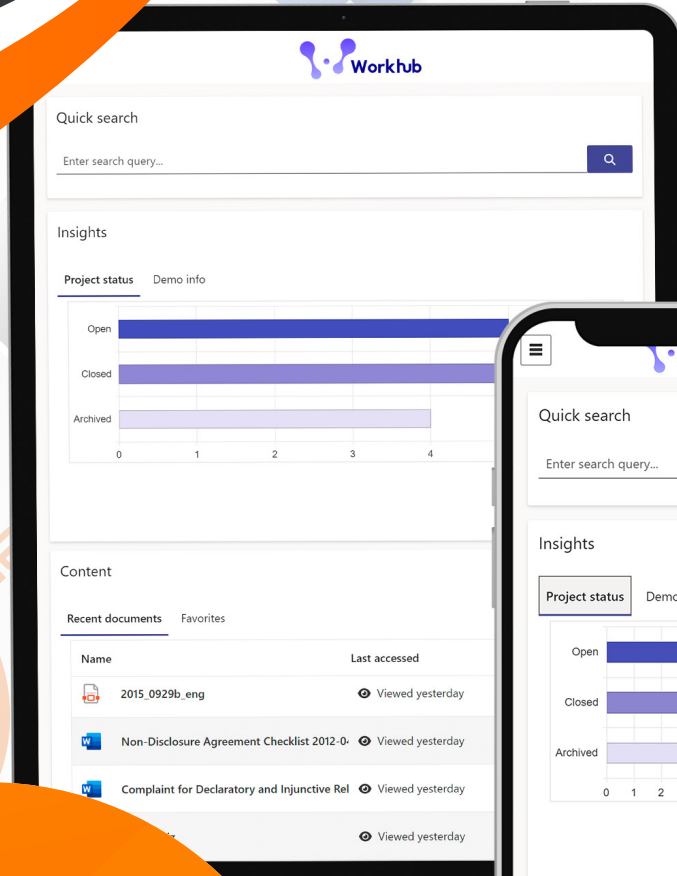 Workhub
Quick search
Enter search query...
Insights
Project status Demo info
Open
Closed
Archived
0 1 2 3 4
Content
Recent documents Favorites
Name Last accessed
2015_0929b_eng Viewed yesterday
Non-Disclosure Agreement Checklist 2012-0 Viewed yesterday
Complaint for Declaratory and Injunctive Rel Viewed yesterday
Viewed yesterday
Quick search
Enter search query...
Insights
Project status Demo
Open
Closed
Archived
0 1 2